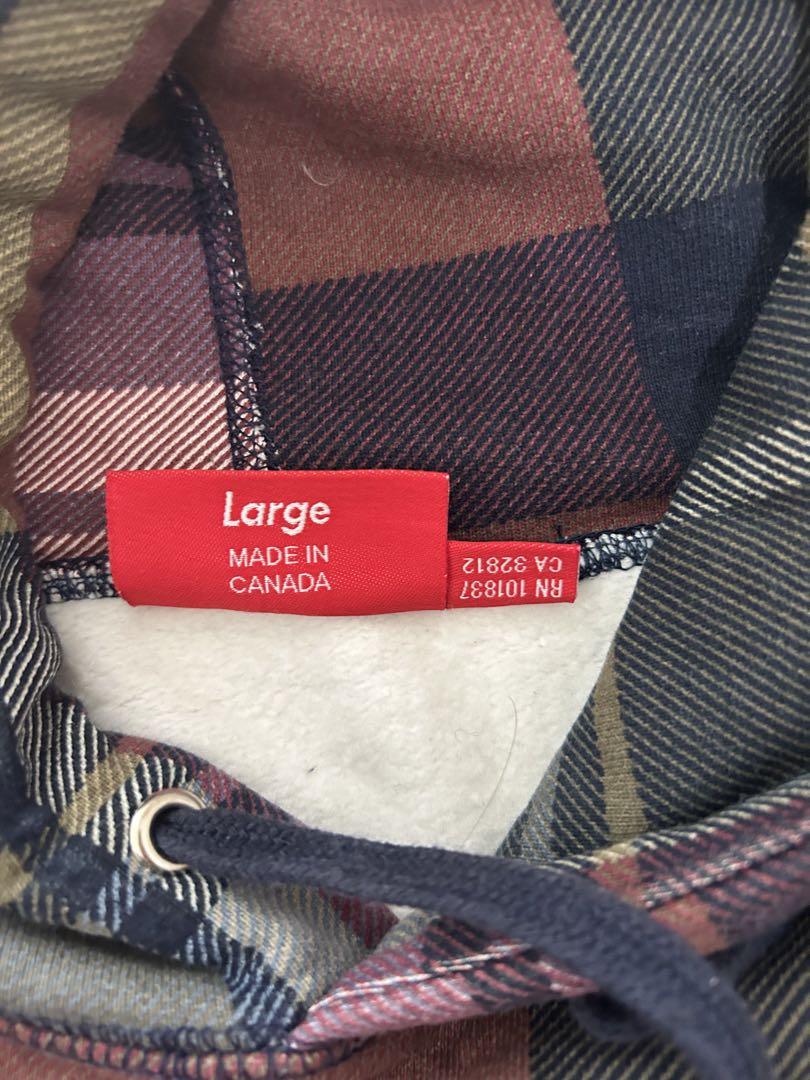 Large
MADE IN
CANADA
RN 101837
CA 32812